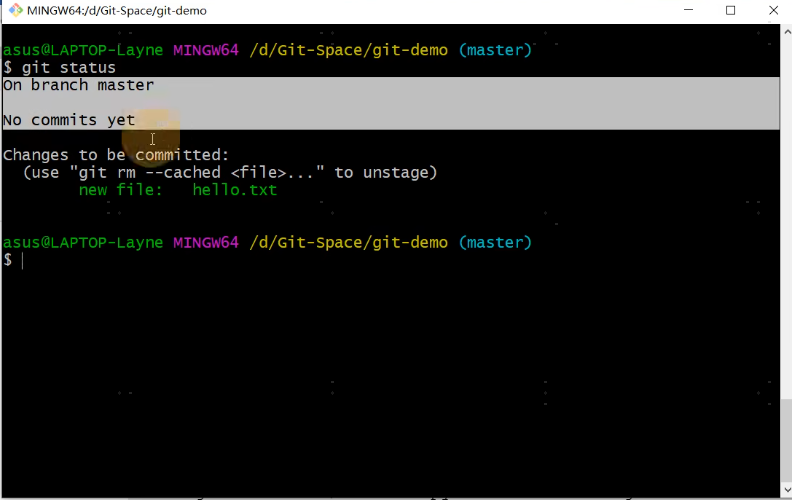 MINGW64:/d/Git-Space/git-demo
asus@LAPTOP-Layne MINGW64 /d/Git-Space/git-demo (master)
$ git status
On branch master
No commits yet
Changes to be committed:
  (use "git rm --cached <file>..." to unstage)
        new file:   hello.txt
asus@LAPTOP-Layne MINGW64 /d/Git-Space/git-demo (master)
$